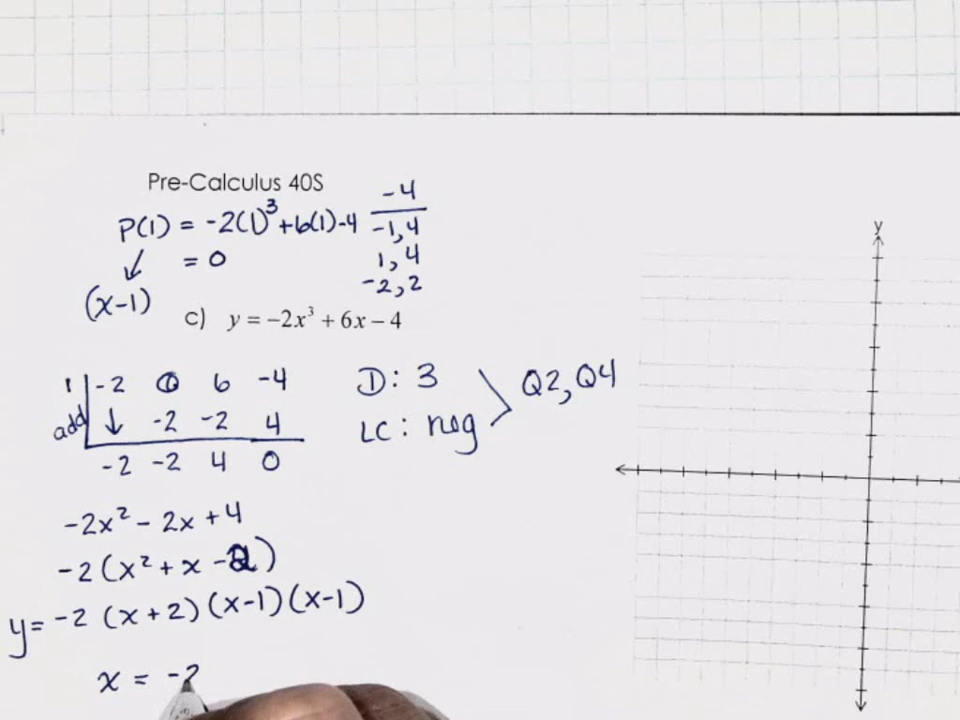 Pre-Calculus 40S
P(1) = -2(1)³ + 6(1) - 4
= 0
(x-1)
-4
-1, 4
1, 4
-2, 2
c) y = -2x³ + 6x - 4
1 -2 0 6 -4
add ↓ -2 -2 4
-2 -2 4 0
D: 3
LC: neg
Q2, Q4
-2x² - 2x + 4
-2(x² + x - 2)
y = -2 (x+2)(x-1)(x-1)
x = -2
y